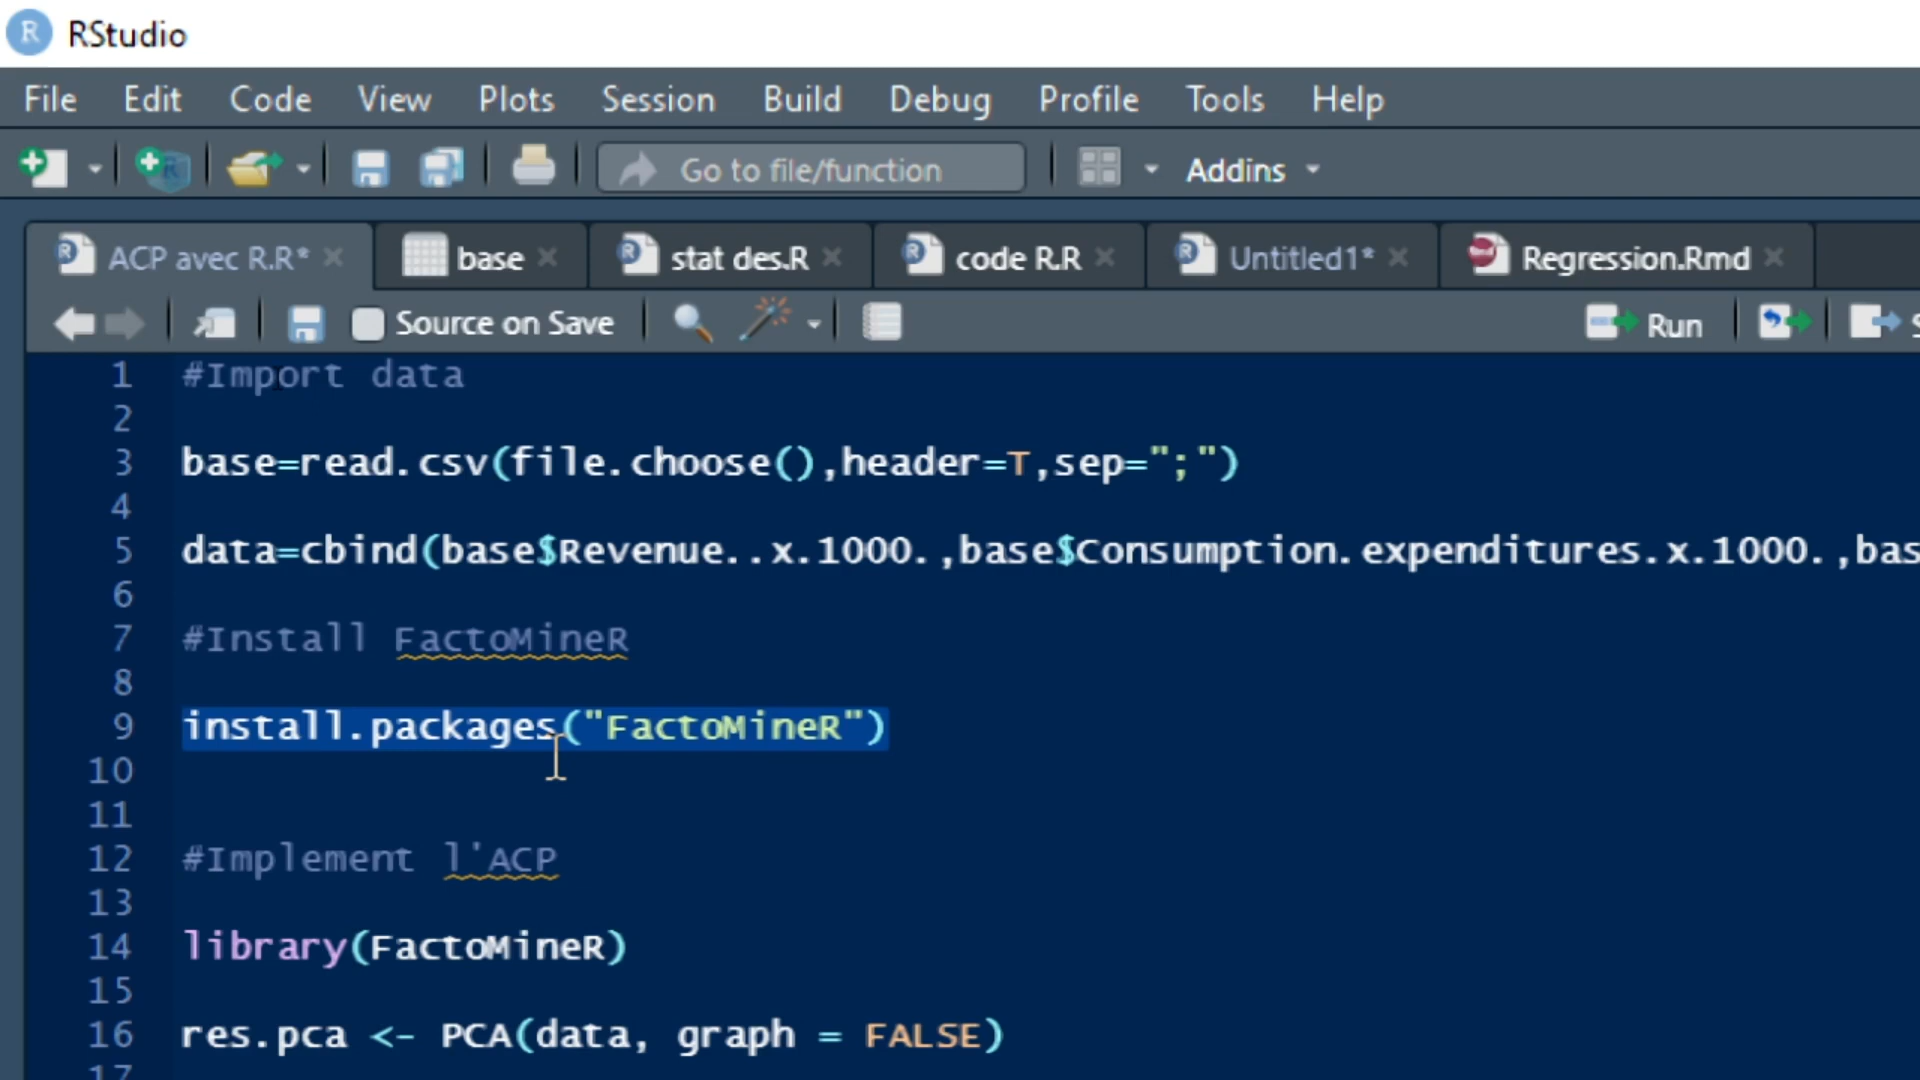 RStudio
File Edit Code View Plots Session Build Debug Profile Tools Help
Go to file/function Addins
ACP avec R.R* base stat des.R code R.R Untitled1* Regression.Rmd
Source on Save Run
1 #Import data
2
3 base=read.csv(file.choose(),header=T,sep=";")
4
5 data=cbind(base$Revenue..x.1000.,base$Consumption.expenditures.x.1000.,bas
6
7 #Install FactoMineR
8
9 install.packages("FactoMineR")
10
11
12 #Implement l'ACP
13
14 library(FactoMineR)
15
16 res.pca <- PCA(data, graph = FALSE)
17